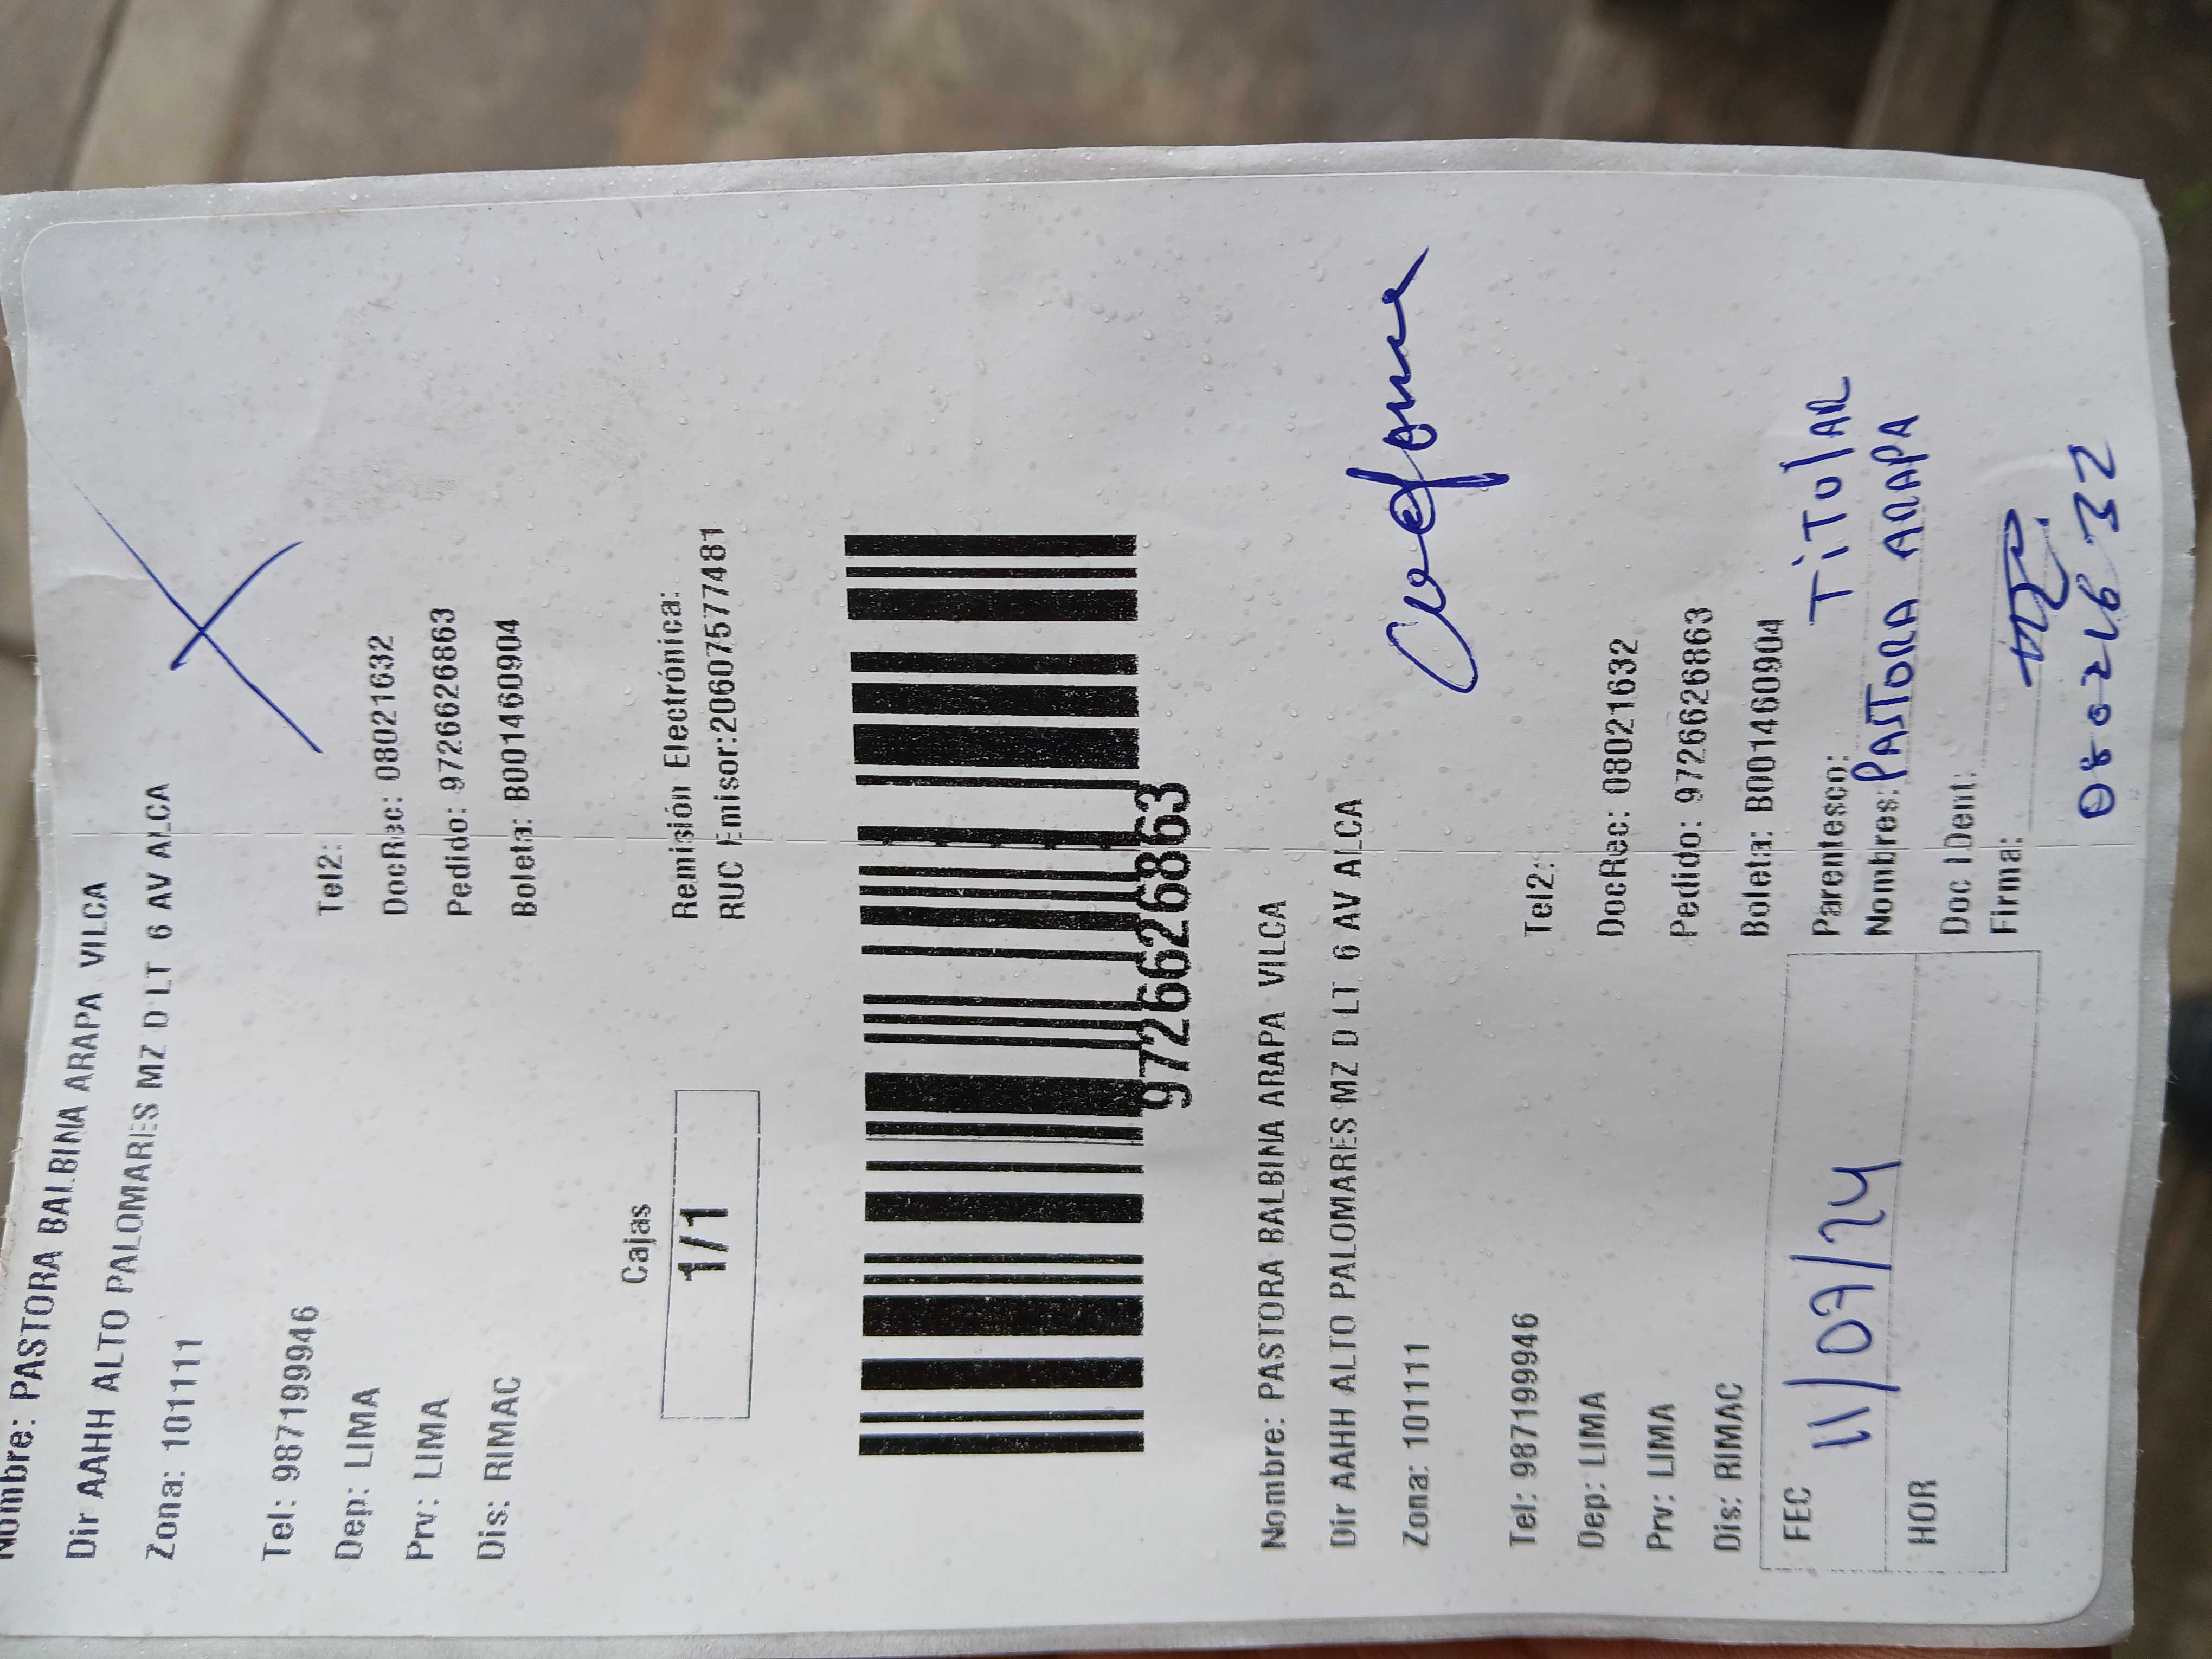 Nombre: PASTORA BALBINA ARAPA VILCA
Dir AAHH ALTO PALOMARES MZ D LT 6 AV ALCA
Zona: 101111
Tel: 987199946
Tel2:
Dep: LIMA
DocRec: 08021632
Prv: LIMA
Pedido: 9726626863
Dis: RIMAC
Boleta: B001460904
Cajas
1/1
Remisión Electrónica:
RUC Emisor:20607577481
9726626863
Nombre: PASTORA BALBINA ARAPA VILCA
Dir AAHH ALTO PALOMARES MZ D LT 6 AV ALCA
Zona: 101111
Tel: 987199946
Tel2:
Dep: LIMA
DocRec: 08021632
Prv: LIMA
Pedido: 9726626863
Dis: RIMAC
Boleta: B001460904
FEC 11/07/24
HOR
Parentesco: TiTulAR
Nombres: PASTORA ARAPA
Doc IDent:
Firma:
08021632